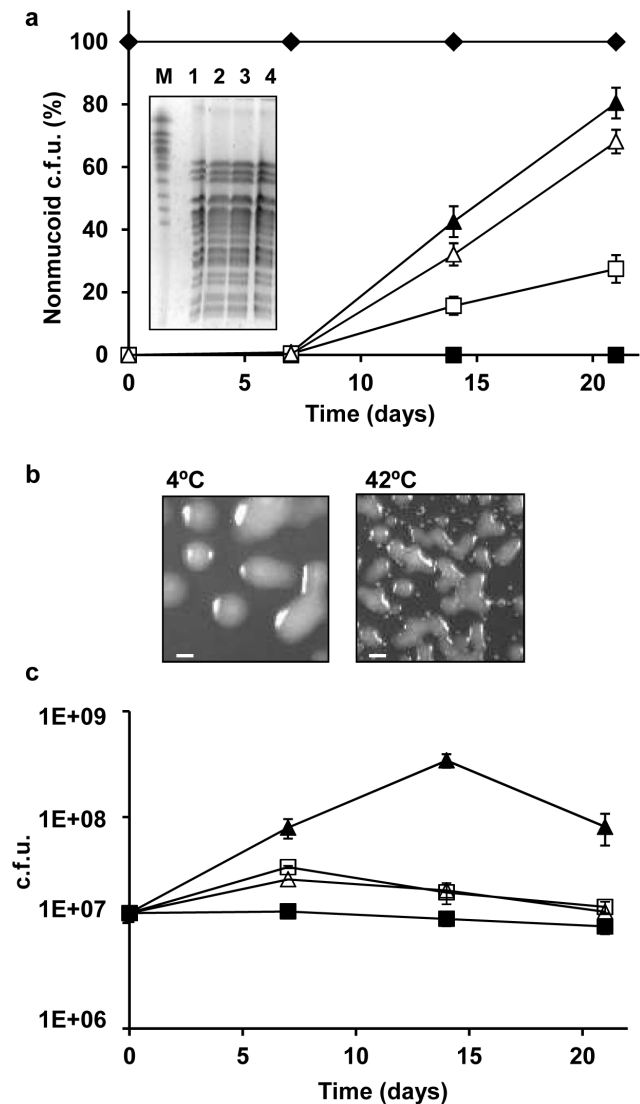 a
100
80
60
40
20
0
Nonmucoid c.f.u. (%)
M 1 2 3 4
0 5 10 15 20
Time (days)
b
4ºC 42ºC
c
1E+09
1E+08
1E+07
1E+06
c.f.u.
0 5 10 15 20
Time (days)